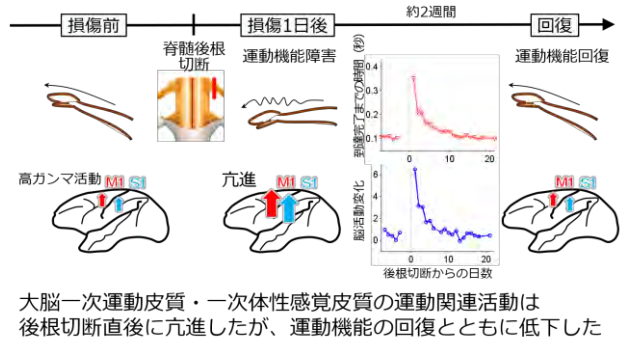 約2週間
損傷前
損傷1日後
回復
脊髄後根
切断
運動機能障害
運動機能回復
到達完了までの時間（秒）
0.4
0.3
0.2
0.1
0
10
20
高ガンマ活動
M1
S1
亢進
M1
S1
脳活動変化
6
4
2
0
0
10
20
後根切断からの日数
M1
S1
大脳一次運動皮質・一次体性感覚皮質の運動関連活動は
後根切断直後に亢進したが、運動機能の回復とともに低下した